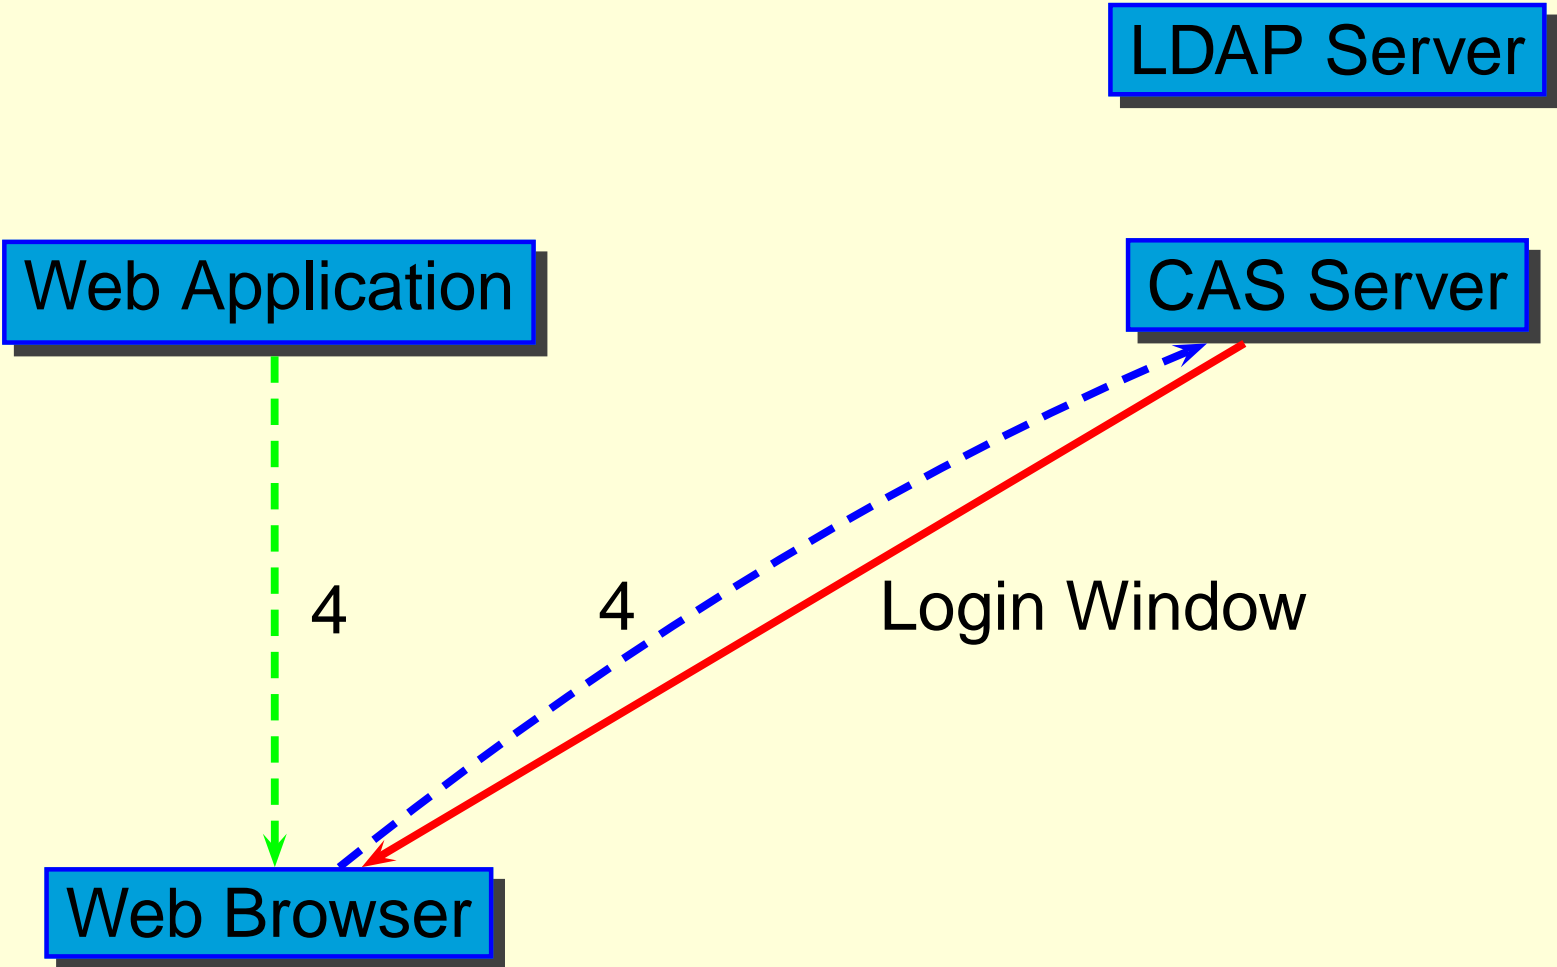 LDAP Server
Web Application
CAS Server
4
4
Login Window
Web Browser